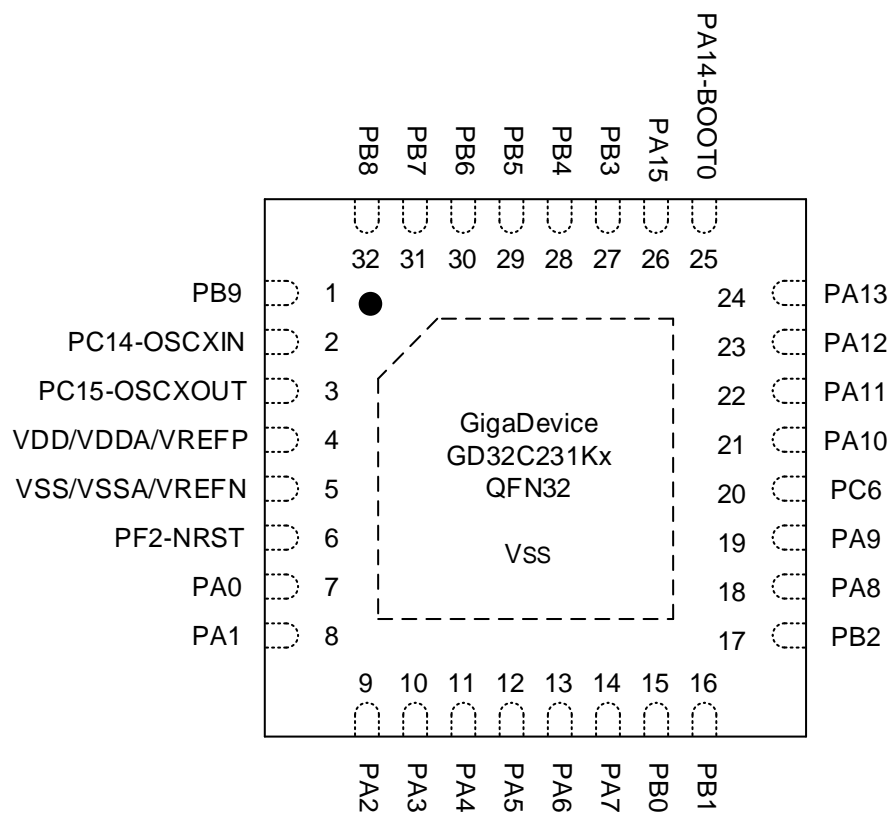 PA14-BOOT0
PB8 PB7 PB6 PB5 PB4 PB3 PA15
32 31 30 29 28 27 26 25
PB9 1 24 PA13
PC14-OSCXIN 2 23 PA12
PC15-OSCXOUT 3 22 PA11
VDD/VDDA/VREFP 4 21 PA10
VSS/VSSA/VREFN 5 20 PC6
PF2-NRST 6 19 PA9
PA0 7 18 PA8
PA1 8 17 PB2
GigaDevice
GD32C231Kx
QFN32
VSS
9 10 11 12 13 14 15 16
PA2 PA3 PA4 PA5 PA6 PA7 PB0 PB1